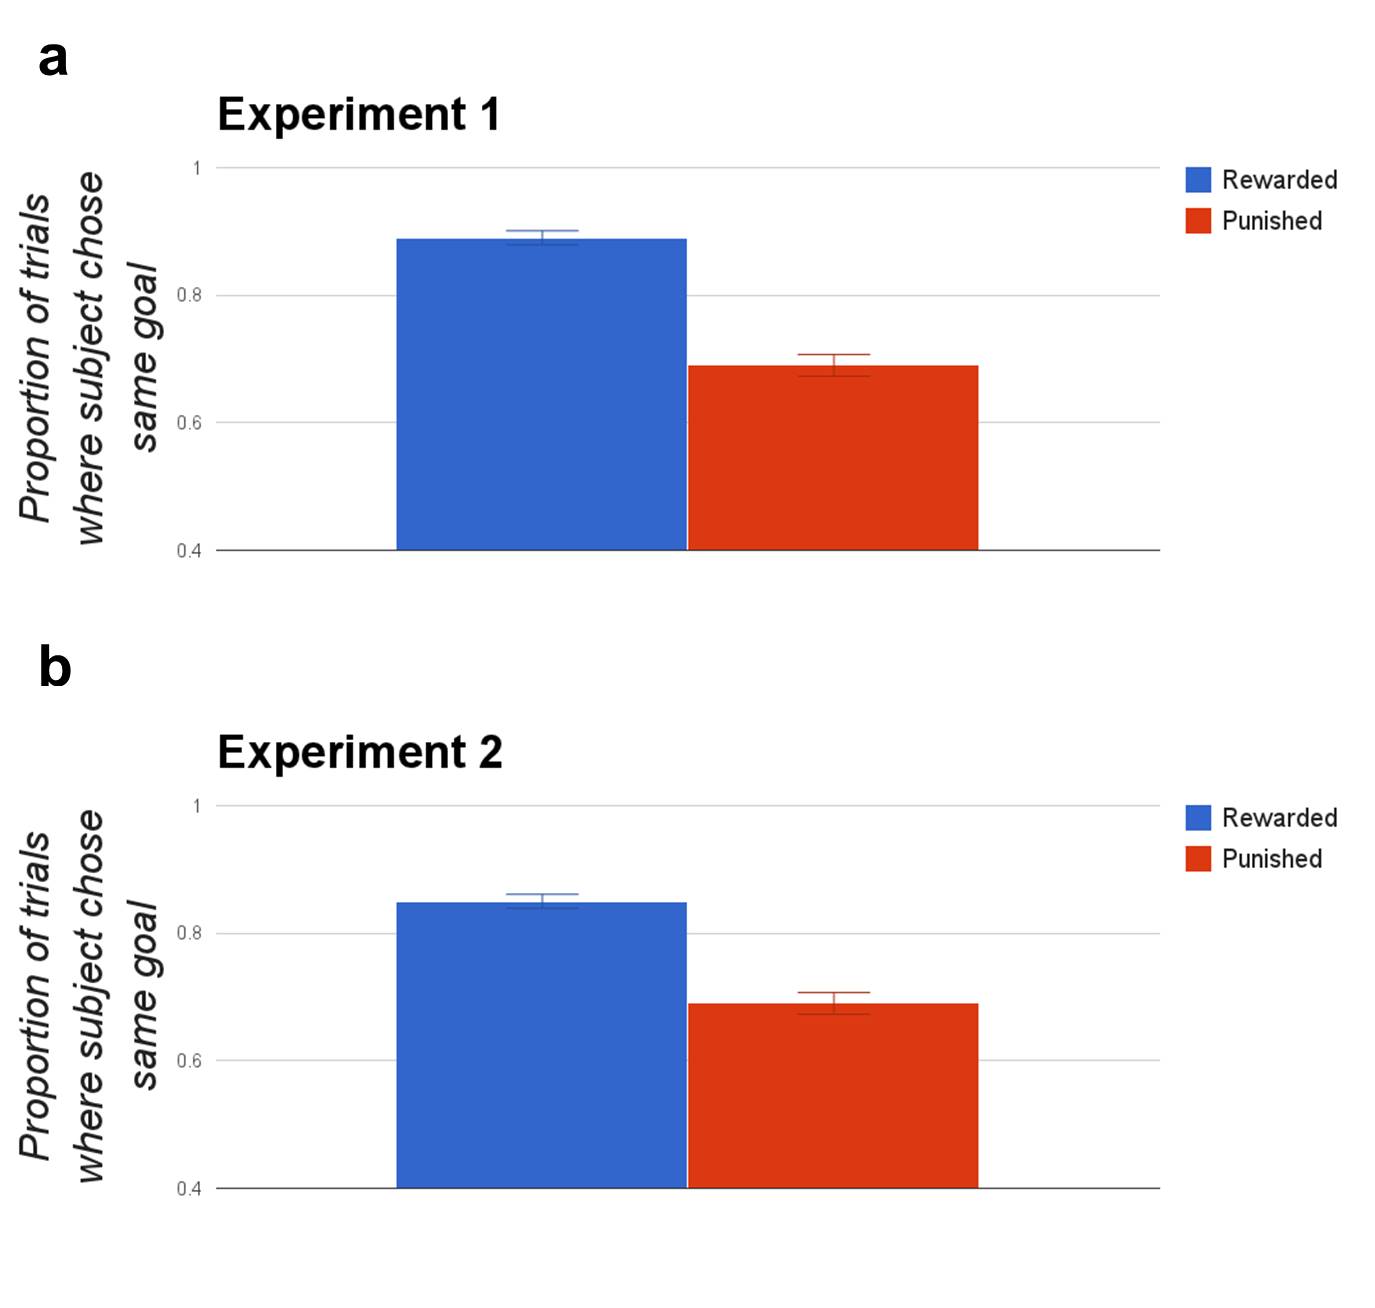 a
Experiment 1
Proportion of trials
where subject chose
same goal
1
0.8
0.6
0.4
Rewarded
Punished
b
Experiment 2
Proportion of trials
where subject chose
same goal
1
0.8
0.6
0.4
Rewarded
Punished